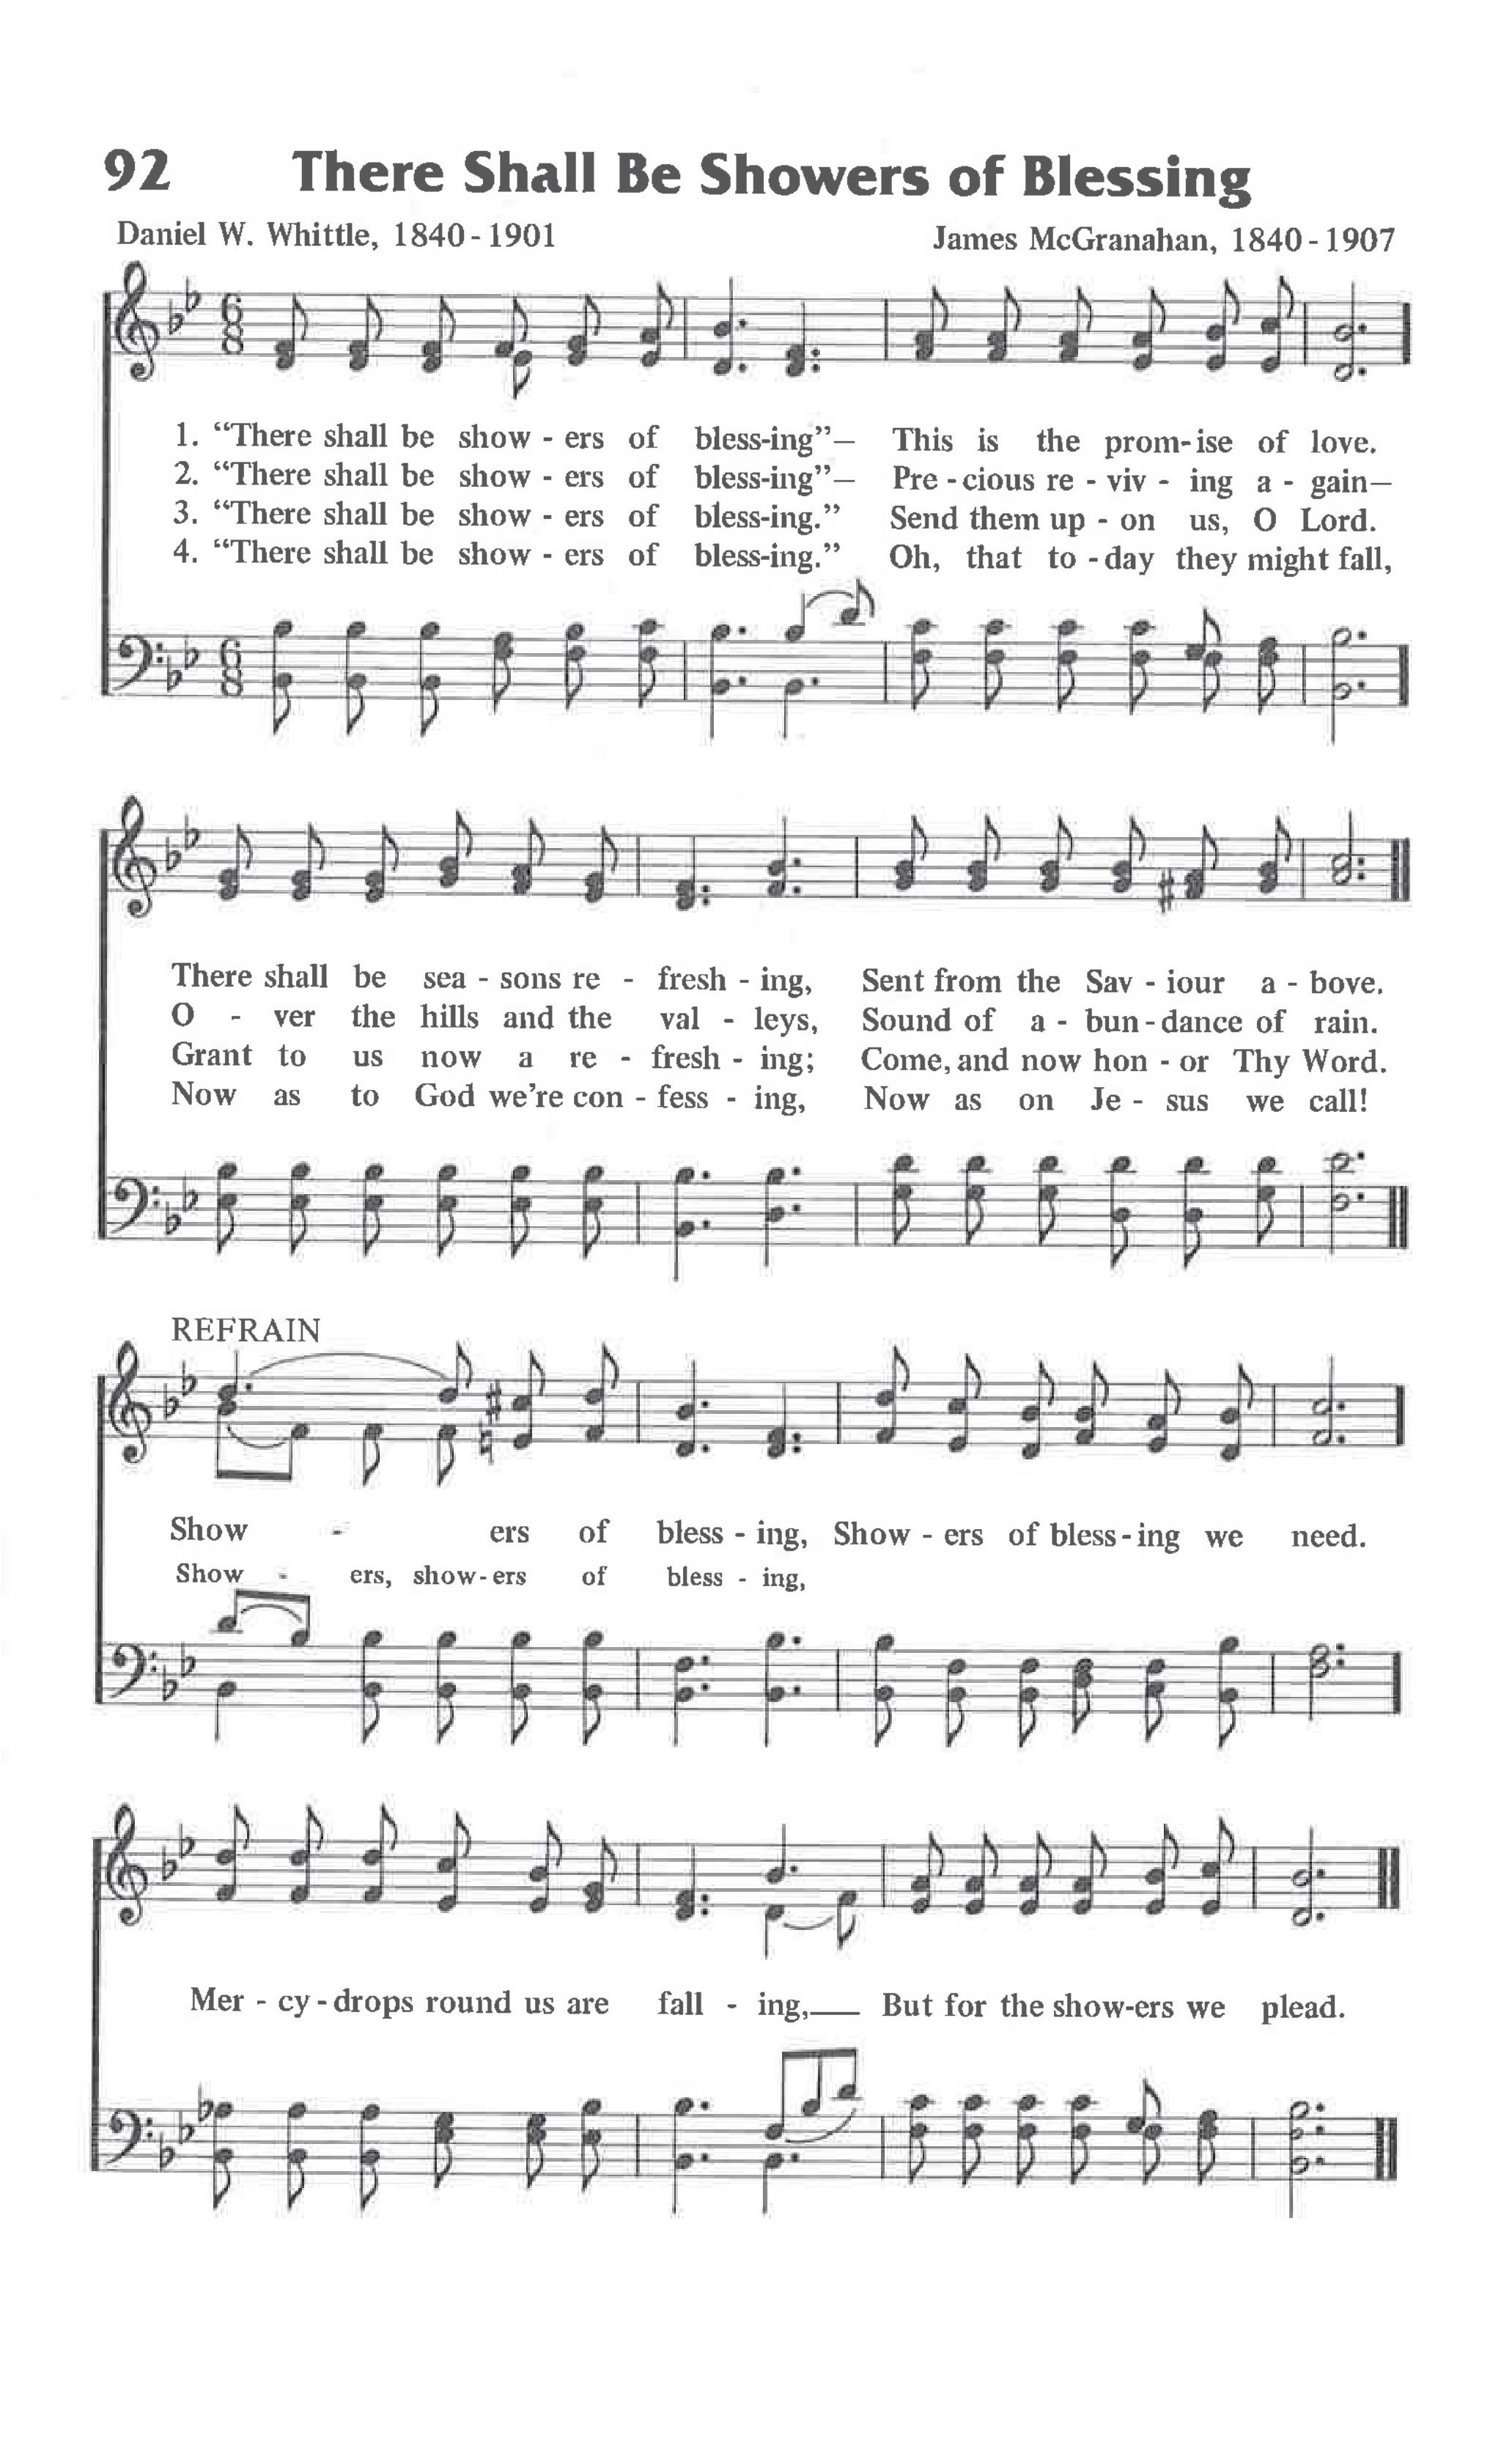 92 There Shall Be Showers of Blessing
Daniel W. Whittle, 1840-1901 James McGranahan, 1840-1907
6
8
1. “There shall be show - ers of bless-ing”— This is the prom-ise of love.
2. “There shall be show - ers of bless-ing”— Pre - cious re - viv - ing a - gain—
3. “There shall be show - ers of bless-ing.” Send them up - on us, O Lord.
4. “There shall be show - ers of bless-ing.” Oh, that to - day they might fall,
6
8
There shall be sea - sons re - fresh - ing, Sent from the Sav - iour a - bove.
O - ver the hills and the val - leys, Sound of a - bun - dance of rain.
Grant to us now a re - fresh - ing; Come, and now hon - or Thy Word.
Now as to God we’re con - fess - ing, Now as on Je - sus we call!
REFRAIN
Show - ers of bless - ing, Show - ers of bless - ing we need.
Show - ers, show-ers of bless - ing,
Mer - cy - drops round us are fall - ing,__ But for the show-ers we plead.